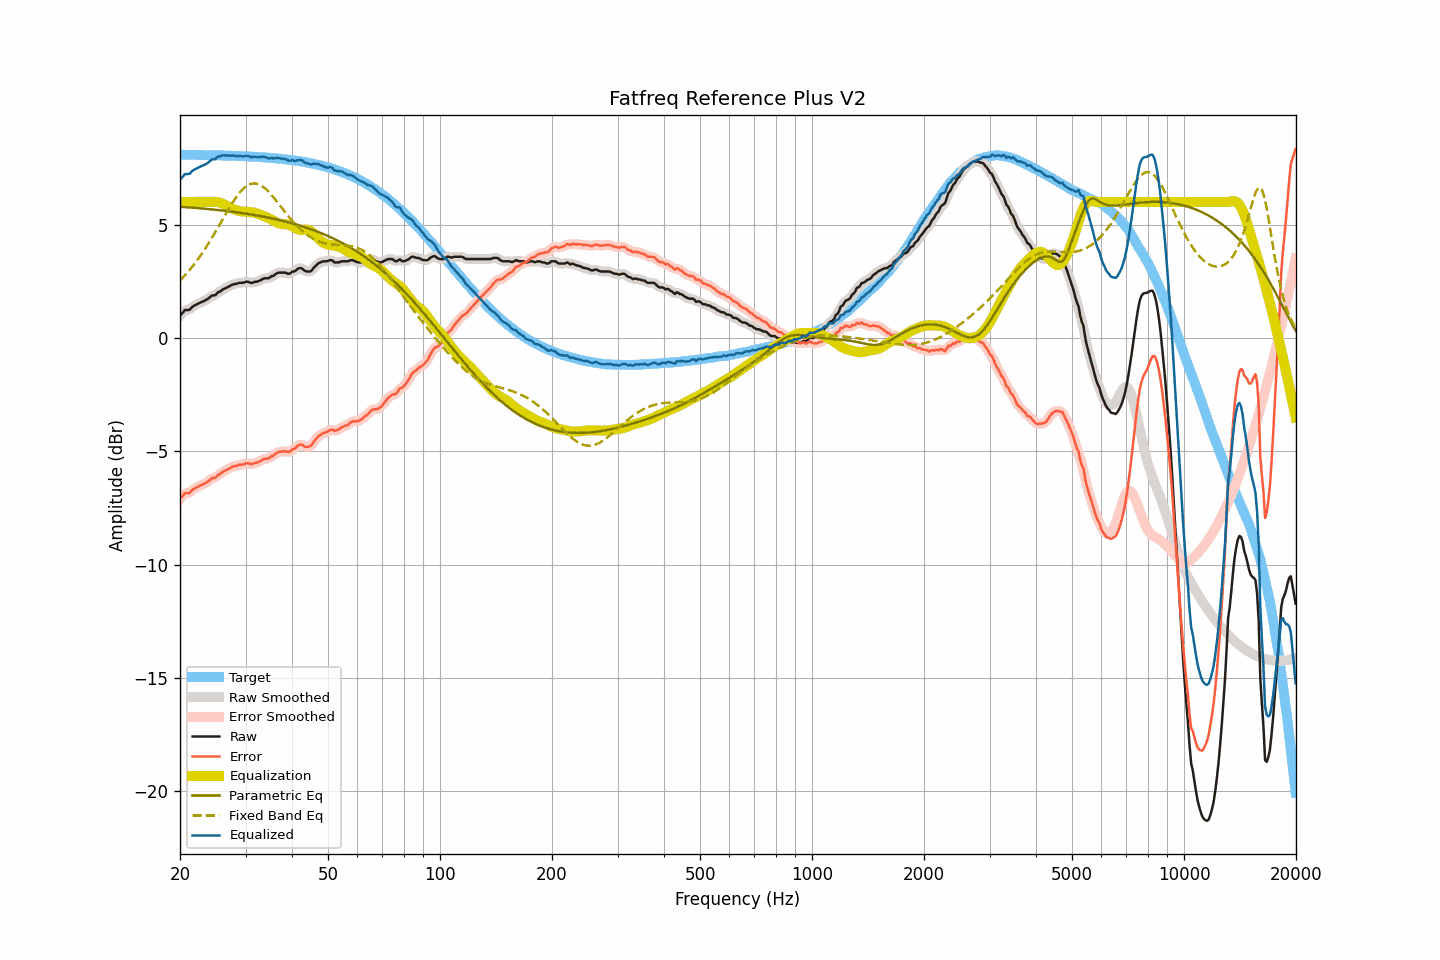 Fatfreq Reference Plus V2
Amplitude (dBr)
5
0
−5
−10
−15
−20
Target
Raw Smoothed
Error Smoothed
Raw
Error
Equalization
Parametric Eq
Fixed Band Eq
Equalized
20 50 100 200 500 1000 2000 5000 10000 20000
Frequency (Hz)